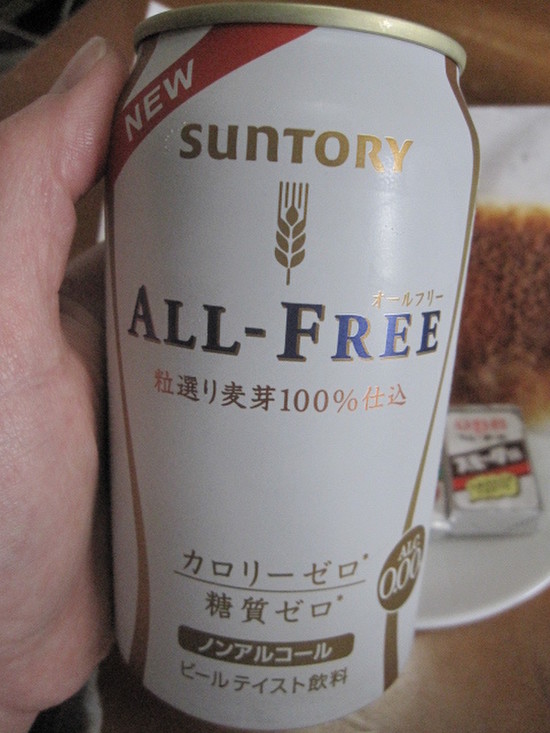 NEW
SUNTORY
オールフリー
ALL-FREE
粒選り麦芽100%仕込
カロリーゼロ*
糖質ゼロ*
ALC.
0.00
ノンアルコール
ビールテイスト飲料